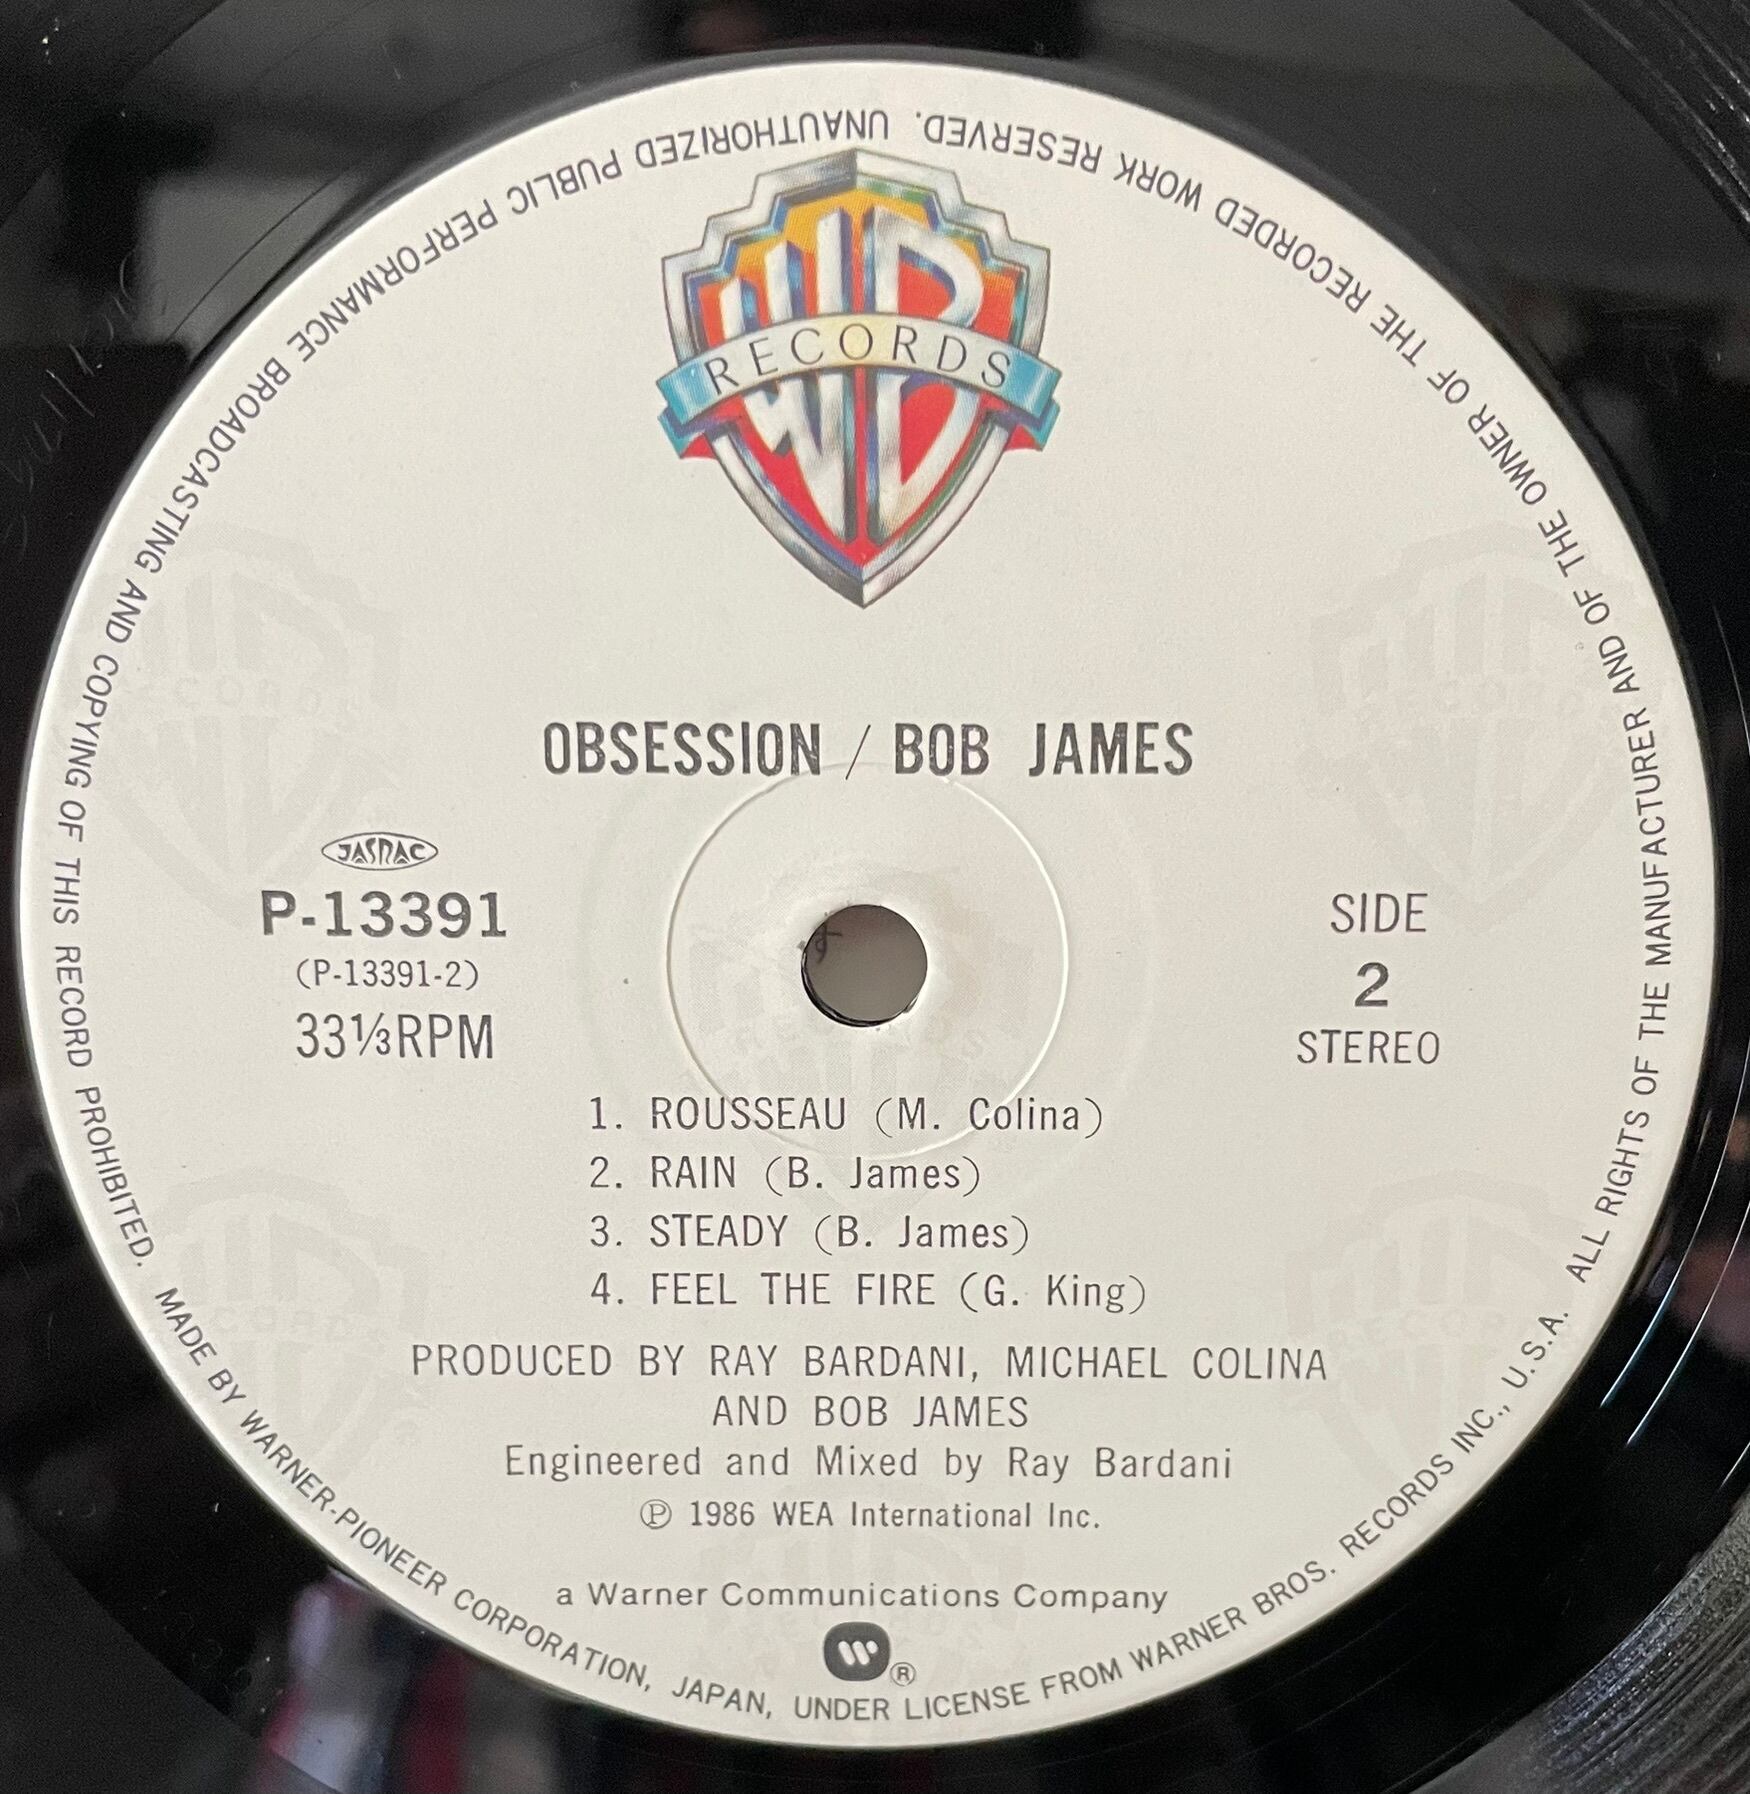 WB
RECORDS
OBSESSION / BOB JAMES
JASRAC
P-13391
(P-13391-2)
33⅓RPM
SIDE
2
STEREO
1. ROUSSEAU (M. Colina)
2. RAIN (B. James)
3. STEADY (B. James)
4. FEEL THE FIRE (G. King)
PRODUCED BY RAY BARDANI, MICHAEL COLINA
AND BOB JAMES
Engineered and Mixed by Ray Bardani
℗ 1986 WEA International Inc.
a Warner Communications Company
W®
ALL RIGHTS OF THE MANUFACTURER AND OF THE OWNER OF THE RECORDED WORK RESERVED. UNAUTHORIZED PUBLIC PERFORMANCE BROADCASTING AND COPYING OF THIS RECORD PROHIBITED. MADE BY WARNER-PIONEER CORPORATION, JAPAN, UNDER LICENSE FROM WARNER BROS. RECORDS INC., U.S.A.